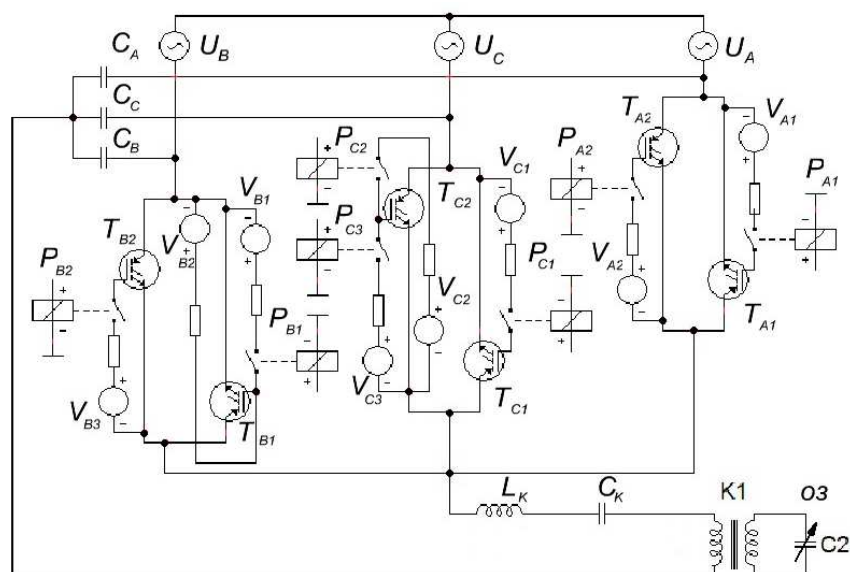 C_A
U_B
U_C
U_A
C_C
C_B
P_C2
V_C1
T_A2
V_A1
P_A2
P_A1
V_B1
T_C2
T_B2
P_C3
V_B2
P_C1
V_A2
P_B2
V_C2
T_A1
P_B1
V_C3
T_C1
V_B3
T_B1
L_K
C_K
K1
ОЗ
C2